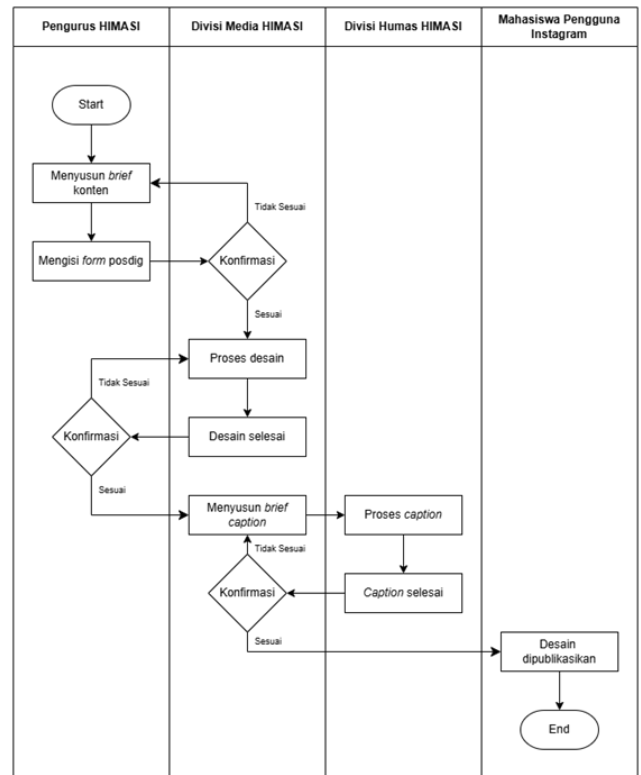 Pengurus HIMASI
Divisi Media HIMASI
Divisi Humas HIMASI
Mahasiswa Pengguna
Instagram
Start
Menyusun brief
konten
Tidak Sesuai
Mengisi form posdig
Konfirmasi
Sesuai
Proses desain
Tidak Sesuai
Konfirmasi
Desain selesai
Sesuai
Menyusun brief
caption
Proses caption
Tidak Sesuai
Konfirmasi
Caption selesai
Sesuai
Desain
dipublikasikan
End